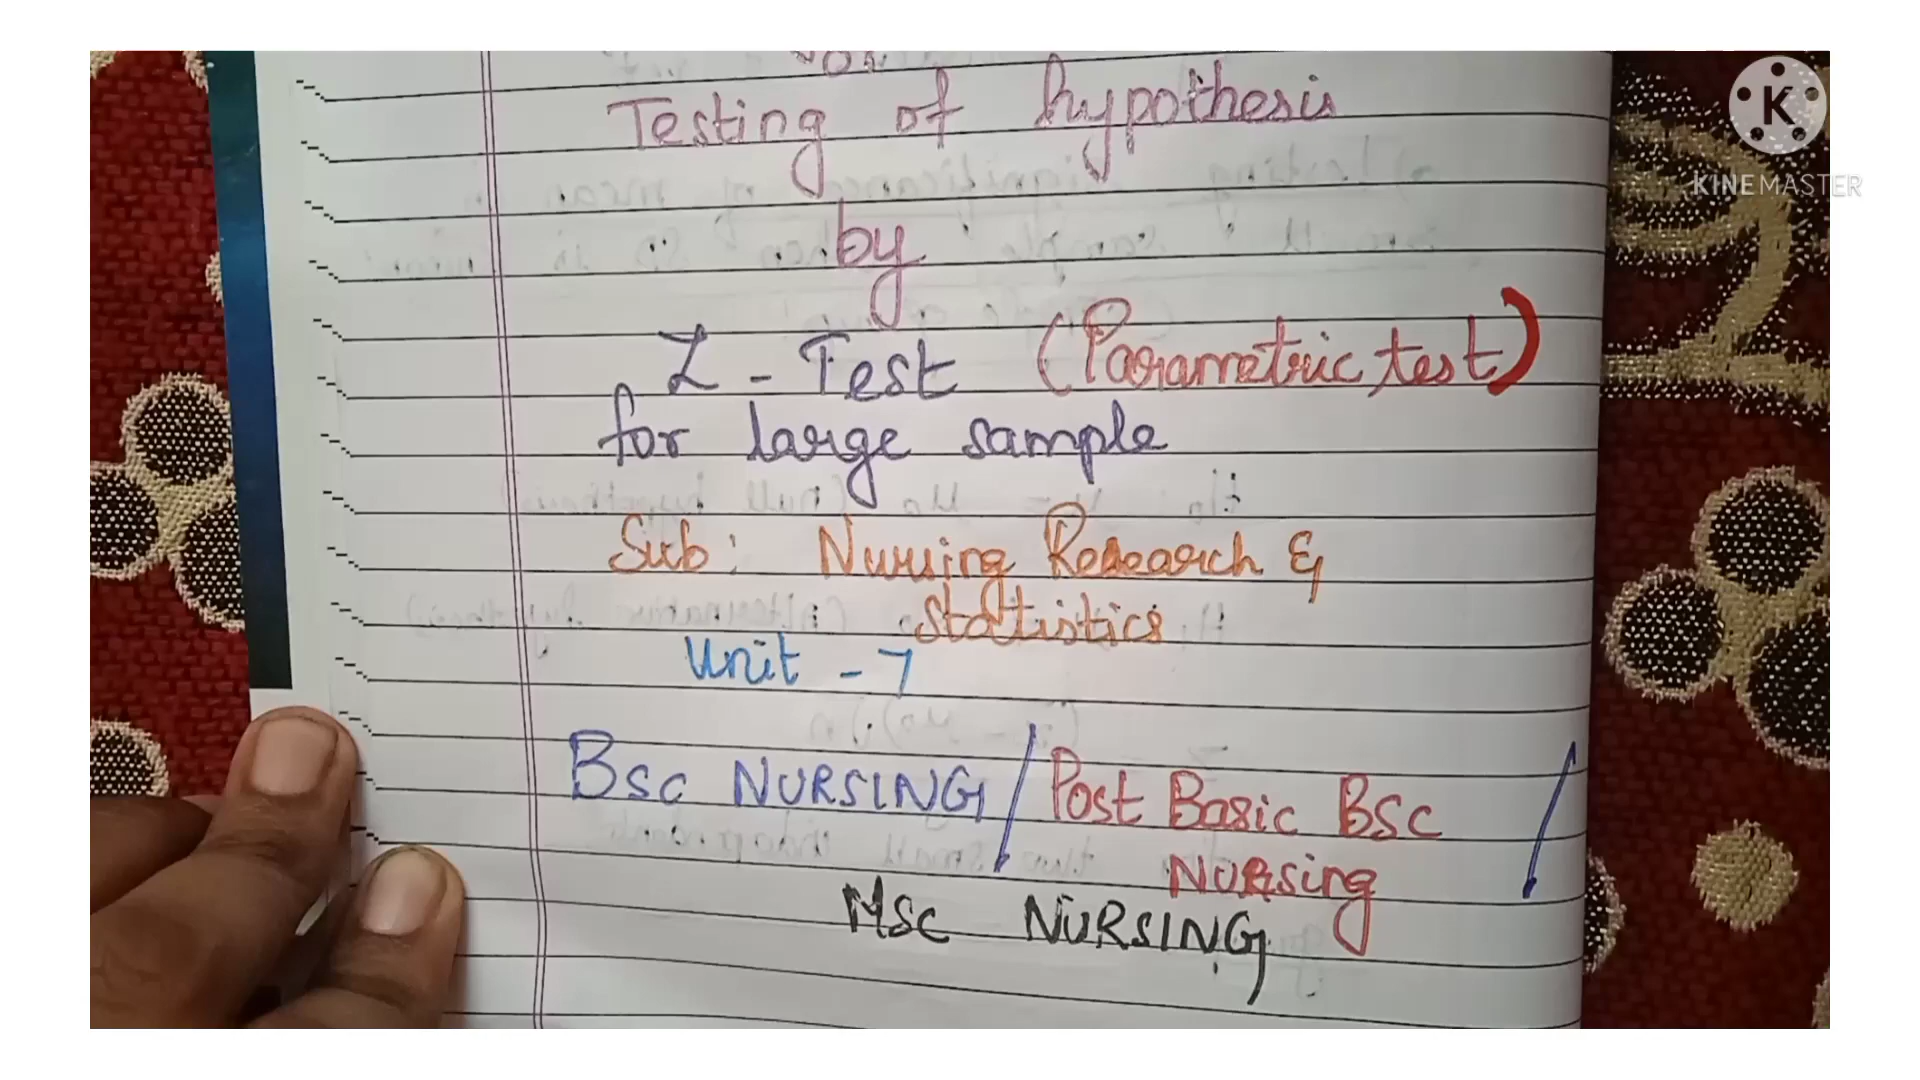 Testing of hypothesis
by
Z - Test (Parametric test)
for large sample
Sub: Nursing Research &
Statistics
Unit - 7
Bsc NURSING / Post Basic BSc /
Nursing
MSc NURSING
KINEMASTER